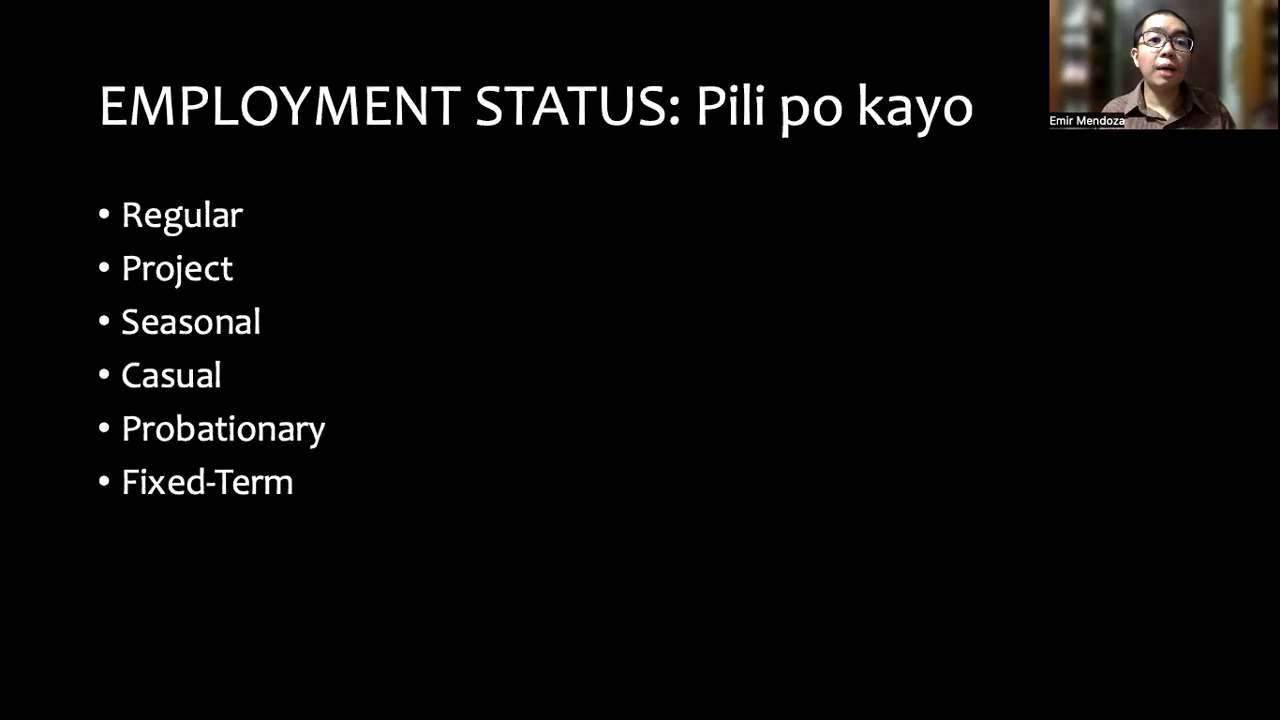 EMPLOYMENT STATUS: Pili po kayo
Emir Mendoza
• Regular
• Project
• Seasonal
• Casual
• Probationary
• Fixed-Term